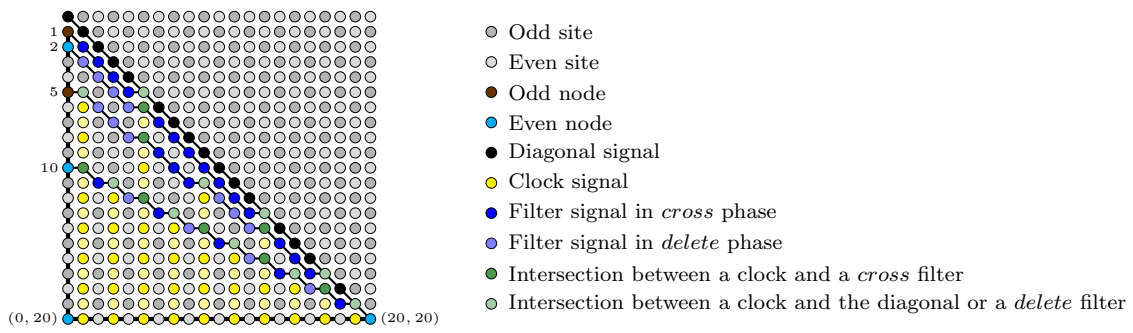 1
2
5
10
(0, 20)
(20, 20)
Odd site
Even site
Odd node
Even node
Diagonal signal
Clock signal
Filter signal in cross phase
Filter signal in delete phase
Intersection between a clock and a cross filter
Intersection between a clock and the diagonal or a delete filter